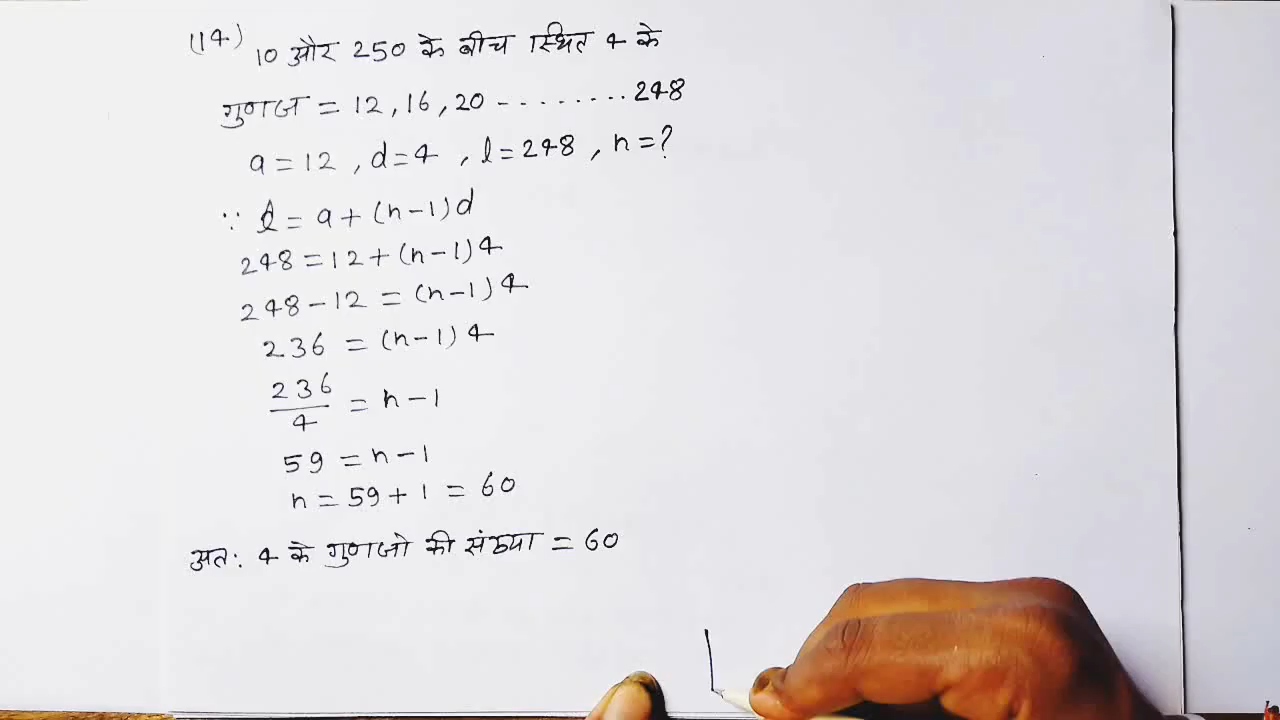 (14) 10 और 250 के बीच स्थित 4 के
गुणज = 12, 16, 20 - ........ 248
a = 12, d = 4, l = 248, n = ?
∵ l = a + (n-1)d
248 = 12 + (n-1)4
248 - 12 = (n-1)4
236 = (n-1)4
236/4 = n-1
59 = n-1
n = 59 + 1 = 60
अत: 4 के गुणजो की संख्या = 60